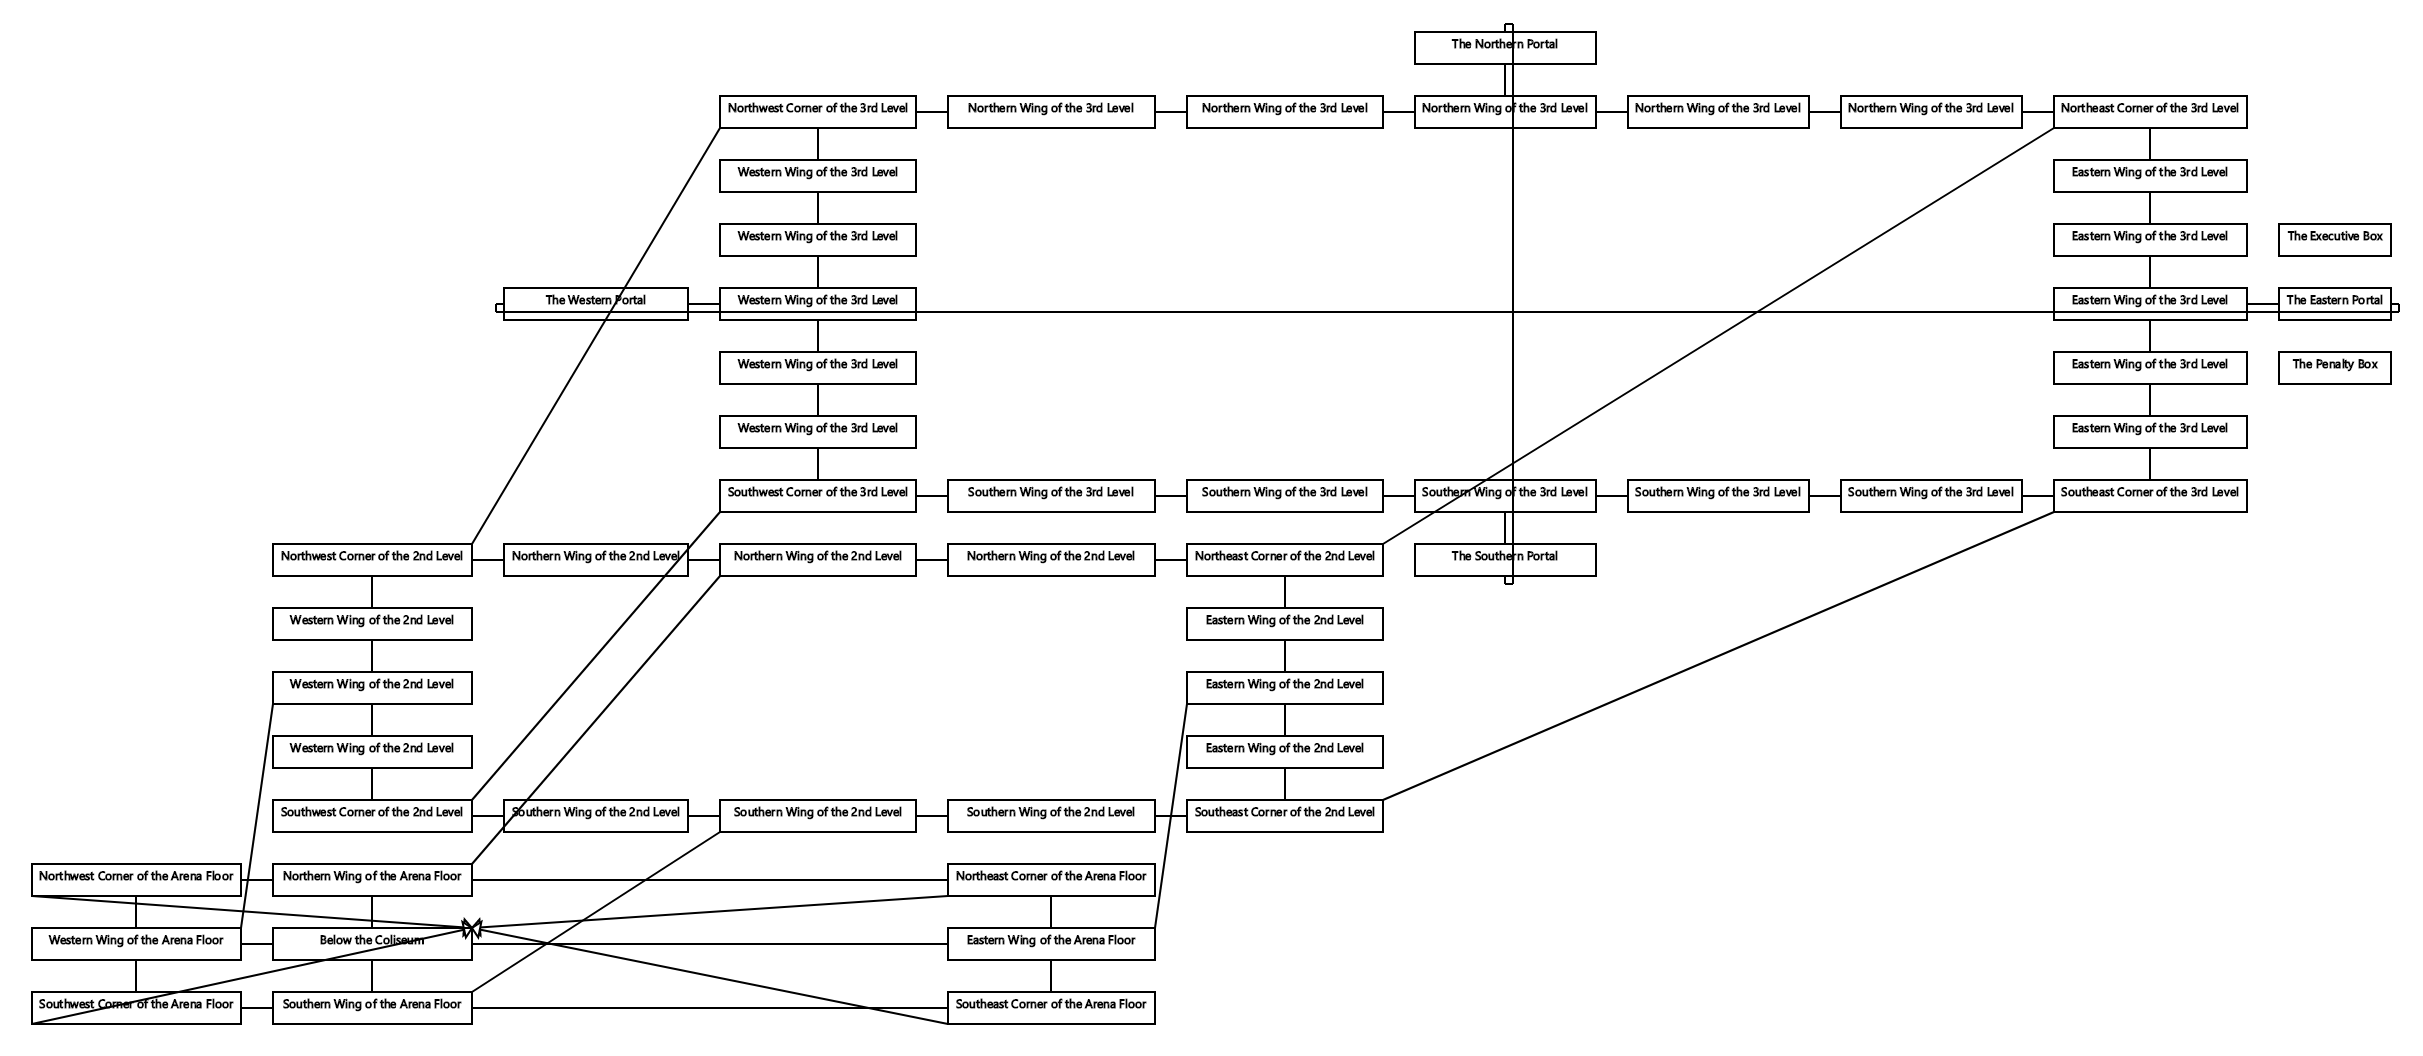 The Northern Portal
Northwest Corner of the 3rd Level
Northern Wing of the 3rd Level
Northern Wing of the 3rd Level
Northern Wing of the 3rd Level
Northern Wing of the 3rd Level
Northern Wing of the 3rd Level
Northeast Corner of the 3rd Level
Western Wing of the 3rd Level
Eastern Wing of the 3rd Level
Western Wing of the 3rd Level
Eastern Wing of the 3rd Level
The Executive Box
The Western Portal
Western Wing of the 3rd Level
Eastern Wing of the 3rd Level
The Eastern Portal
Western Wing of the 3rd Level
Eastern Wing of the 3rd Level
The Penalty Box
Western Wing of the 3rd Level
Eastern Wing of the 3rd Level
Southwest Corner of the 3rd Level
Southern Wing of the 3rd Level
Southern Wing of the 3rd Level
Southern Wing of the 3rd Level
Southern Wing of the 3rd Level
Southern Wing of the 3rd Level
Southeast Corner of the 3rd Level
Northwest Corner of the 2nd Level
Northern Wing of the 2nd Level
Northern Wing of the 2nd Level
Northern Wing of the 2nd Level
Northeast Corner of the 2nd Level
The Southern Portal
Western Wing of the 2nd Level
Eastern Wing of the 2nd Level
Western Wing of the 2nd Level
Eastern Wing of the 2nd Level
Western Wing of the 2nd Level
Eastern Wing of the 2nd Level
Southwest Corner of the 2nd Level
Southern Wing of the 2nd Level
Southern Wing of the 2nd Level
Southern Wing of the 2nd Level
Southeast Corner of the 2nd Level
Northwest Corner of the Arena Floor
Northern Wing of the Arena Floor
Northeast Corner of the Arena Floor
Western Wing of the Arena Floor
Below the Coliseum
Eastern Wing of the Arena Floor
Southwest Corner of the Arena Floor
Southern Wing of the Arena Floor
Southeast Corner of the Arena Floor